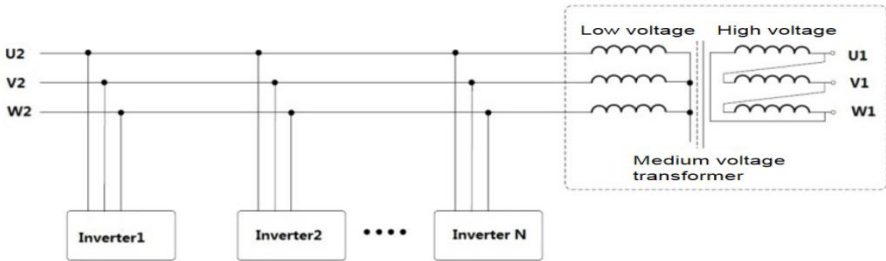 Low voltage High voltage
U2 U1
V2 V1
W2 W1
Medium voltage
transformer
Inverter1 Inverter2 Inverter N